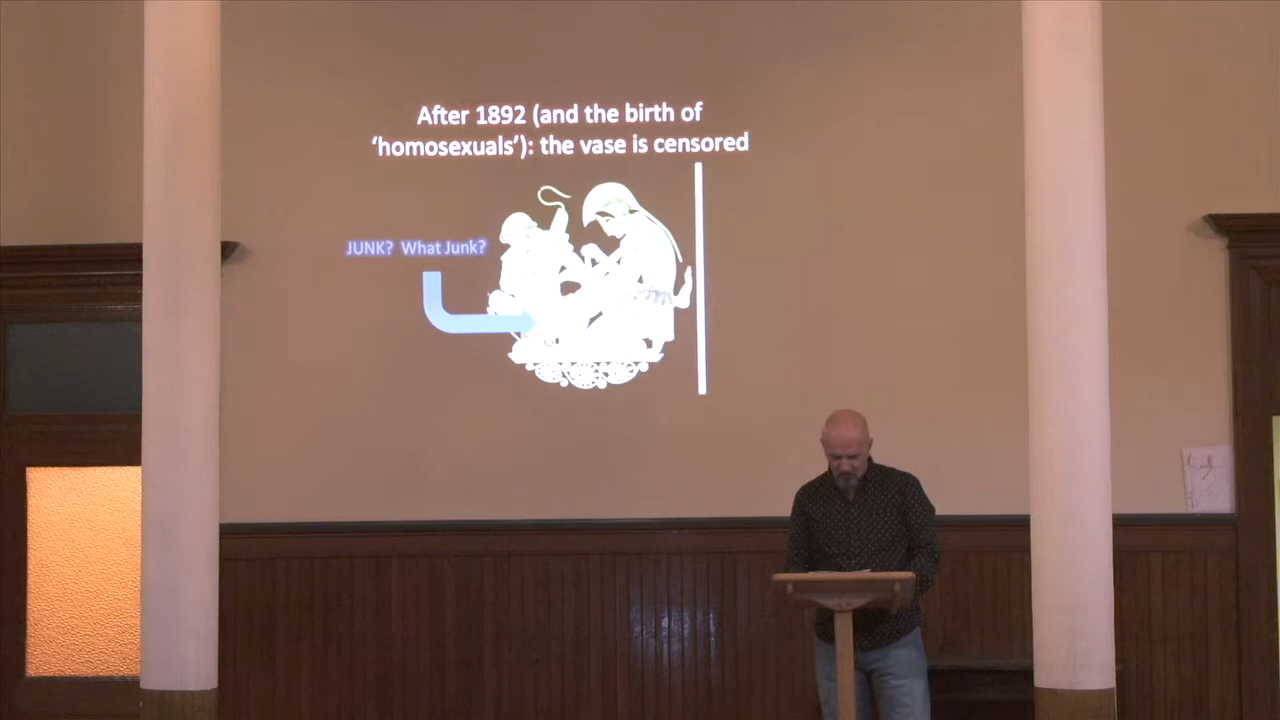 After 1892 (and the birth of
‘homosexuals’): the vase is censored
JUNK? What Junk?